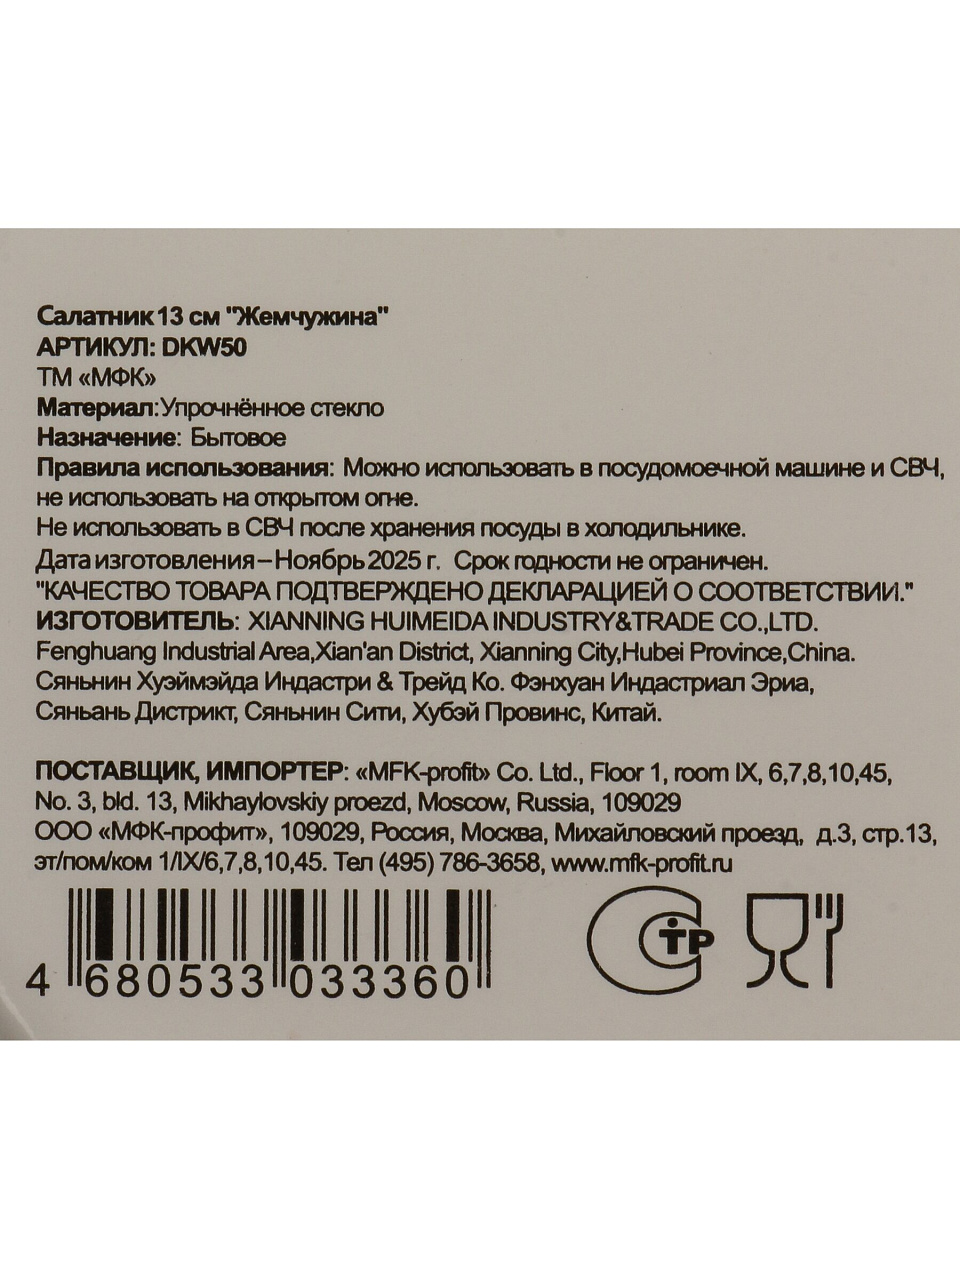 Салатник 13 см "Жемчужина"
АРТИКУЛ: DKW50
ТМ «МФК»
Материал:Упрочнённое стекло
Назначение: Бытовое
Правила использования: Можно использовать в посудомоечной машине и СВЧ,
не использовать на открытом огне.
Не использовать в СВЧ после хранения посуды в холодильнике.
Дата изготовления – Ноябрь 2025 г. Срок годности не ограничен.
"КАЧЕСТВО ТОВАРА ПОДТВЕРЖДЕНО ДЕКЛАРАЦИЕЙ О СООТВЕТСТВИИ."
ИЗГОТОВИТЕЛЬ: XIANNING HUIMEIDA INDUSTRY&TRADE CO.,LTD.
Fenghuang Industrial Area,Xian'an District, Xianning City,Hubei Province,China.
Сяньнин Хуэймэйда Индастри & Трейд Ко. Фэнхуан Индастриал Эриа,
Сяньань Дистрикт, Сяньнин Сити, Хубэй Провинс, Китай.
ПОСТАВЩИК, ИМПОРТЕР: «MFK-profit» Co. Ltd., Floor 1, room IX, 6,7,8,10,45,
No. 3, bld. 13, Mikhaylovskiy proezd, Moscow, Russia, 109029
ООО «МФК-профит», 109029, Россия, Москва, Михайловский проезд, д.3, стр.13,
эт/пом/ком 1/IX/6,7,8,10,45. Тел (495) 786-3658, www.mfk-profit.ru
4 680533 033360
СТР